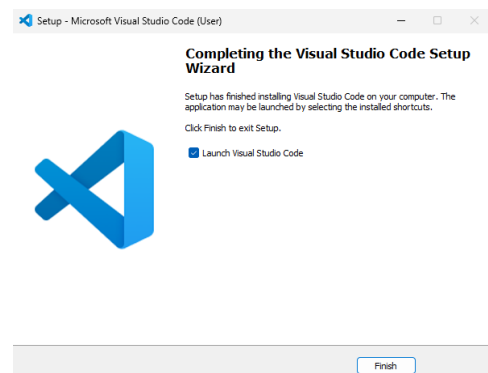 Setup - Microsoft Visual Studio Code (User)
Completing the Visual Studio Code Setup
Wizard
Setup has finished installing Visual Studio Code on your computer. The
application may be launched by selecting the installed shortcuts.
Click Finish to exit Setup.
Launch Visual Studio Code
Finish